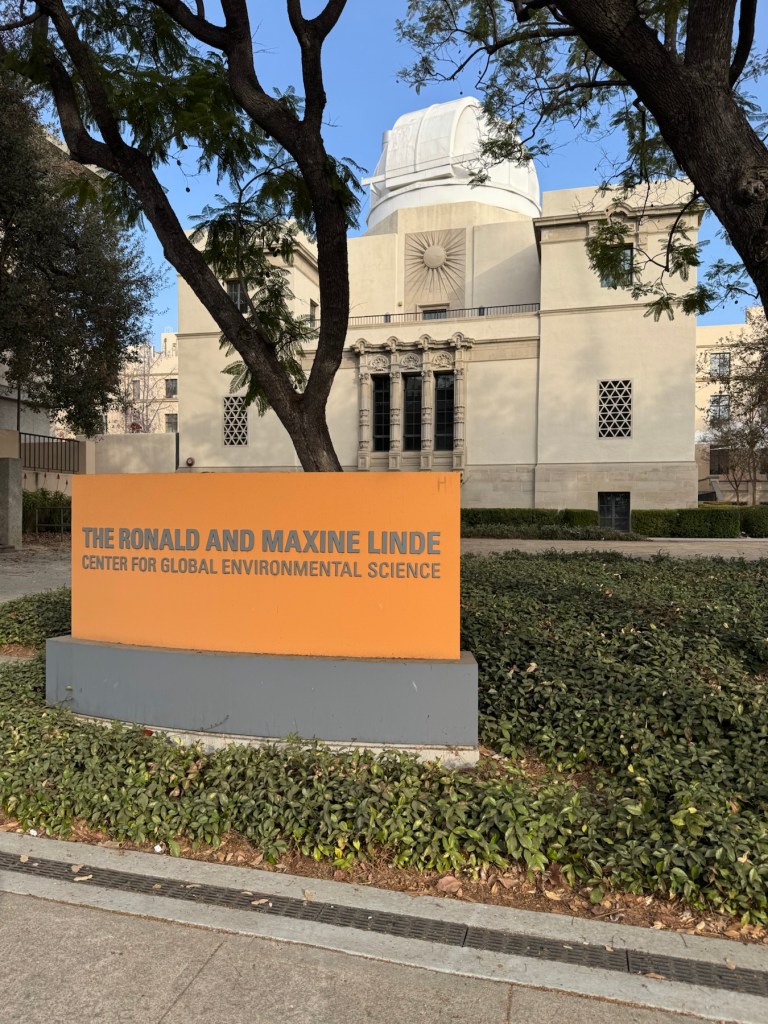 THE RONALD AND MAXINE LINDE
CENTER FOR GLOBAL ENVIRONMENTAL SCIENCE